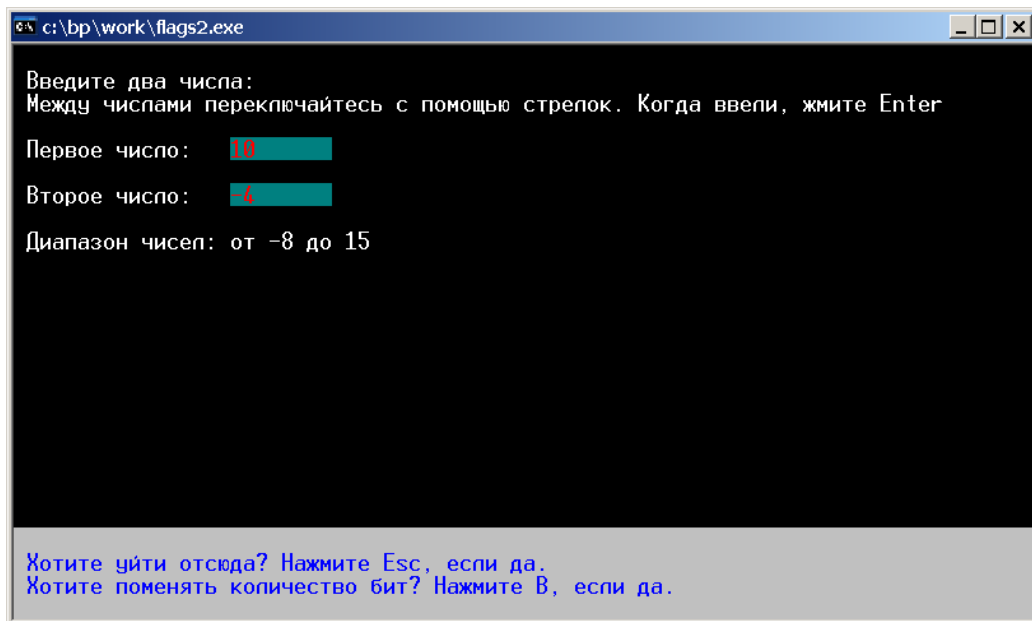 c:\bp\work\flags2.exe
Введите два числа:
Между числами переключайтесь с помощью стрелок. Когда ввели, жмите Enter
Первое число: 10
Второе число: -4
Диапазон чисел: от -8 до 15
Хотите уйти отсюда? Нажмите Esc, если да.
Хотите поменять количество бит? Нажмите B, если да.